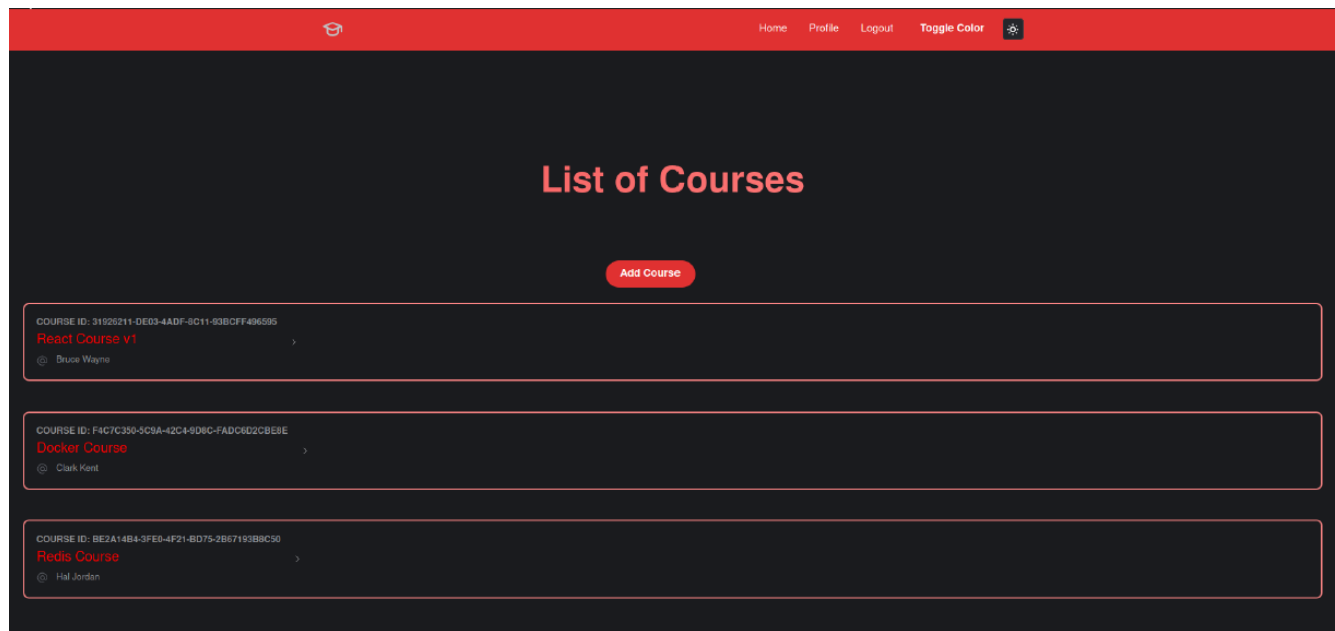 Home Profile Logout Toggle Color
List of Courses
Add Course
COURSE ID: 31926211-DE03-4ADF-8C11-93BCFF496595
React Course v1
@ Bruce Wayne
COURSE ID: F4C7C350-5C9A-42C4-9D8C-FADC6D2CBE8E
Docker Course
@ Clark Kent
COURSE ID: BE2A14B4-3FE0-4F21-BD75-2B67193B8C50
Redis Course
@ Hal Jordan